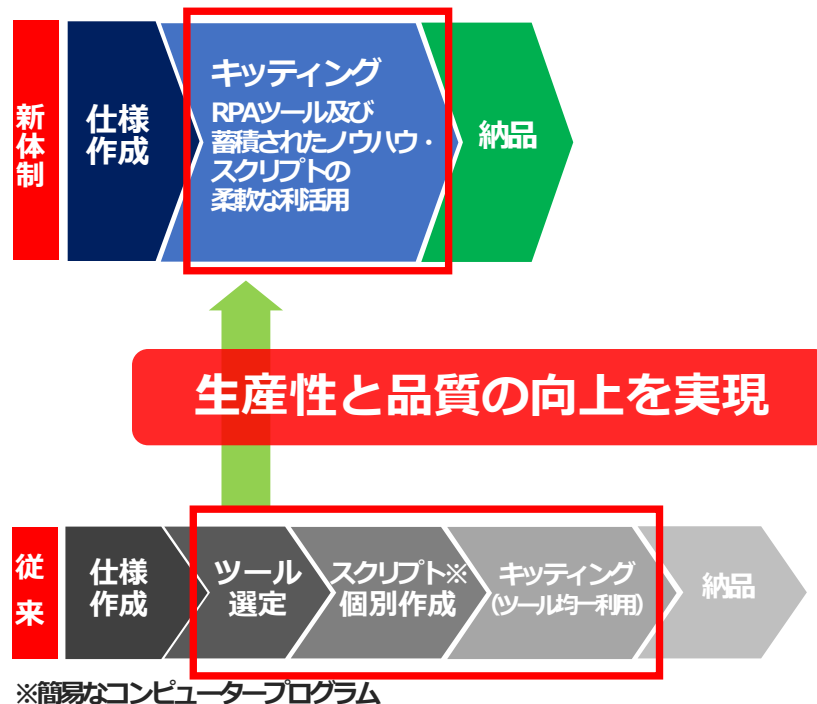 新体制
仕様
作成
キッティング
RPAツール及び
蓄積されたノウハウ・
スクリプトの
柔軟な利活用
納品
生産性と品質の向上を実現
従来
仕様
作成
ツール
選定
スクリプト※
個別作成
キッティング
(ツール均一利用)
納品
※簡易なコンピュータープログラム